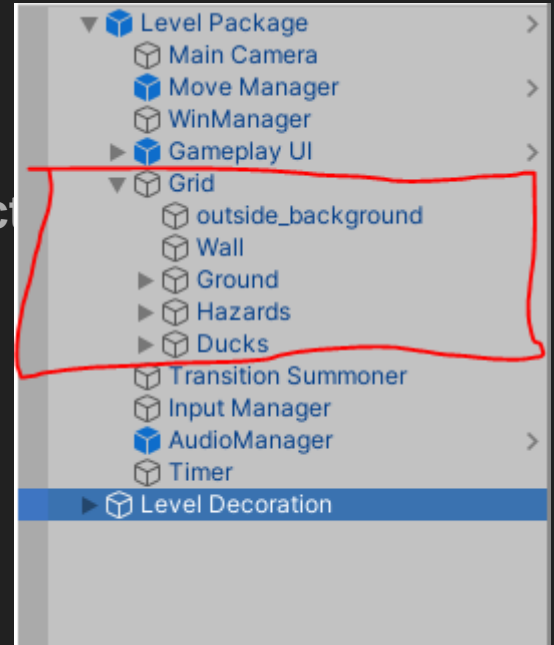 Level Package
Main Camera
Move Manager
WinManager
Gameplay UI
Grid
outside_background
Wall
Ground
Hazards
Ducks
Transition Summoner
Input Manager
AudioManager
Timer
Level Decoration